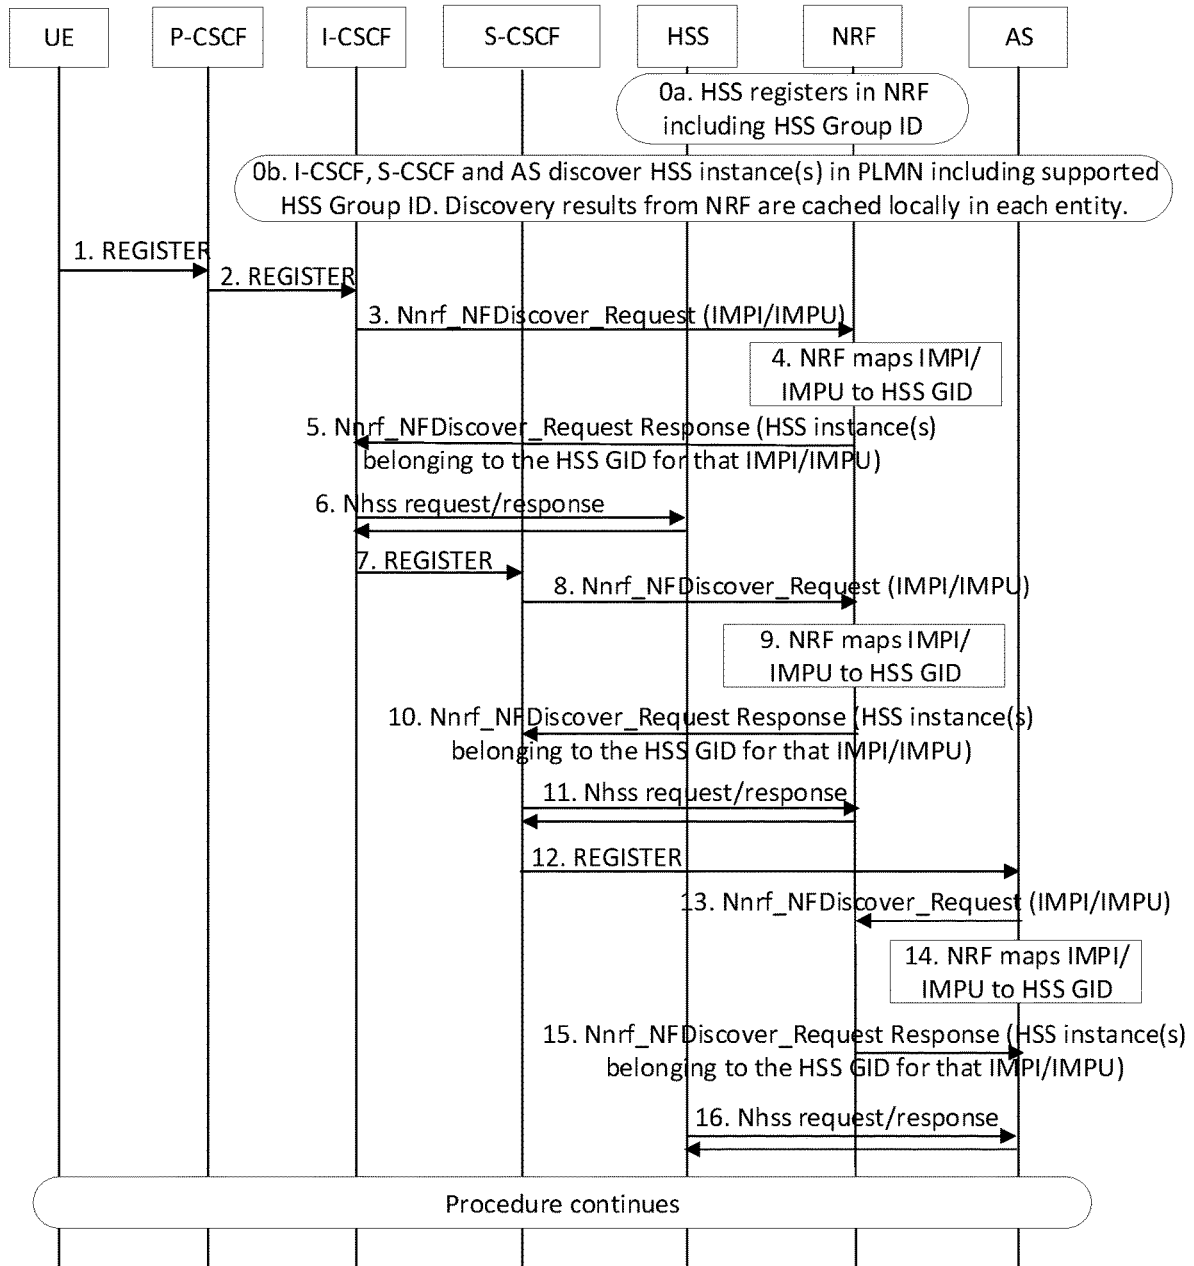 UE P-CSCF I-CSCF S-CSCF HSS NRF AS
0a. HSS registers in NRF
including HSS Group ID
0b. I-CSCF, S-CSCF and AS discover HSS instance(s) in PLMN including supported
HSS Group ID. Discovery results from NRF are cached locally in each entity.
1. REGISTER
2. REGISTER
3. Nnrf_NFDiscover_Request (IMPI/IMPU)
4. NRF maps IMPI/
IMPU to HSS GID
5. Nnrf_NFDiscover_Request Response (HSS instance(s)
belonging to the HSS GID for that IMPI/IMPU)
6. Nhss request/response
7. REGISTER
8. Nnrf_NFDiscover_Request (IMPI/IMPU)
9. NRF maps IMPI/
IMPU to HSS GID
10. Nnrf_NFDiscover_Request Response (HSS instance(s)
belonging to the HSS GID for that IMPI/IMPU)
11. Nhss request/response
12. REGISTER
13. Nnrf_NFDiscover_Request (IMPI/IMPU)
14. NRF maps IMPI/
IMPU to HSS GID
15. Nnrf_NFDiscover_Request Response (HSS instance(s)
belonging to the HSS GID for that IMPI/IMPU)
16. Nhss request/response
Procedure continues